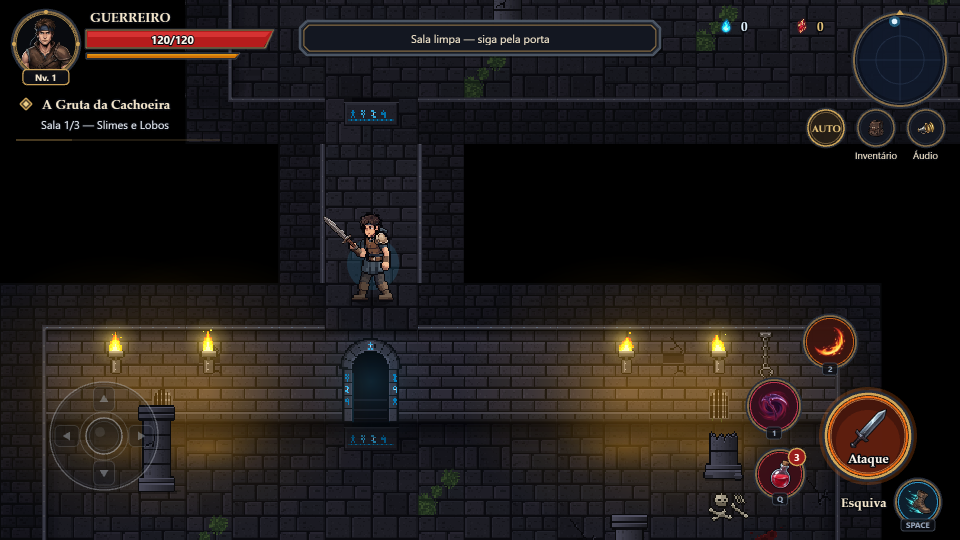 GUERREIRO
120/120
Nv. 1
A Gruta da Cachoeira
Sala 1/3 — Slimes e Lobos
Sala limpa — siga pela porta
0
0
AUTO
Inventário
Áudio
2
1
3
Q
Ataque
Esquiva
SPACE